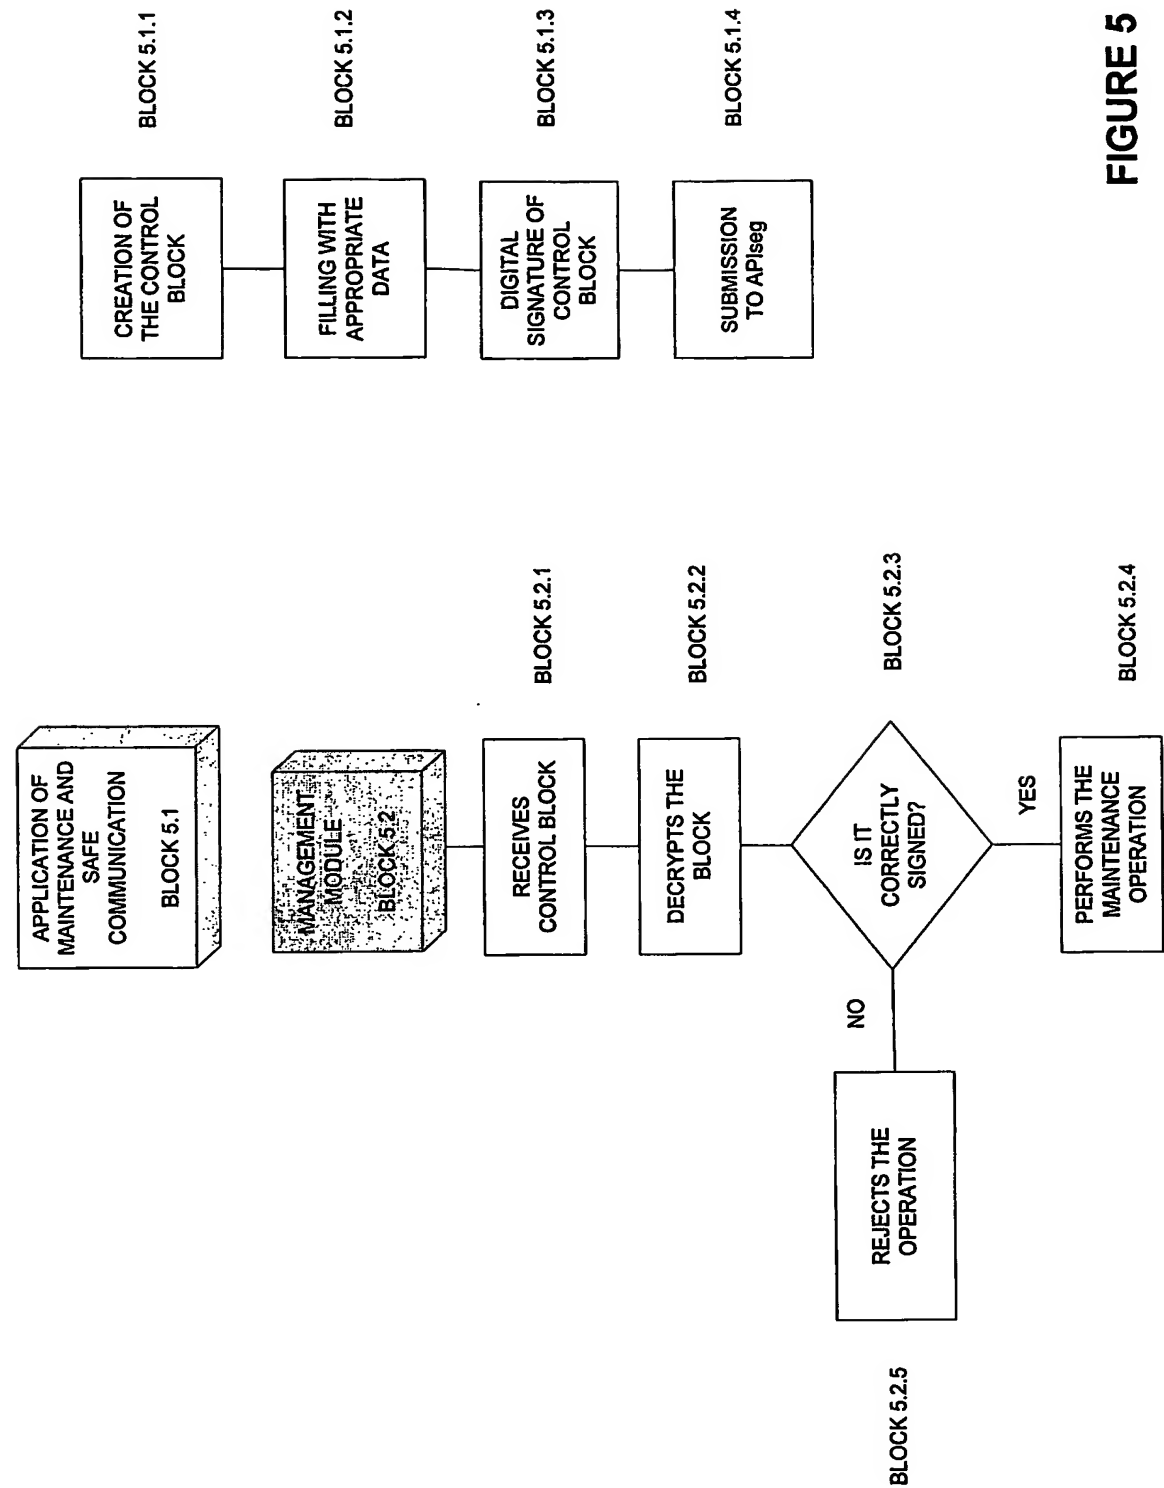 APPLICATION OF
MAINTENANCE AND
SAFE
COMMUNICATION
BLOCK 5.1
MANAGEMENT
MODULE
BLOCK 5.2
RECEIVES
CONTROL BLOCK
BLOCK 5.2.1
DECRYPTS THE
BLOCK
BLOCK 5.2.2
IS IT
CORRECTLY
SIGNED?
BLOCK 5.2.3
NO
YES
REJECTS THE
OPERATION
BLOCK 5.2.5
PERFORMS THE
MAINTENANCE
OPERATION
BLOCK 5.2.4
CREATION OF
THE CONTROL
BLOCK
BLOCK 5.1.1
FILLING WITH
APPROPRIATE
DATA
BLOCK 5.1.2
DIGITAL
SIGNATURE OF
CONTROL
BLOCK
BLOCK 5.1.3
SUBMISSION
TO APIseg
BLOCK 5.1.4
FIGURE 5